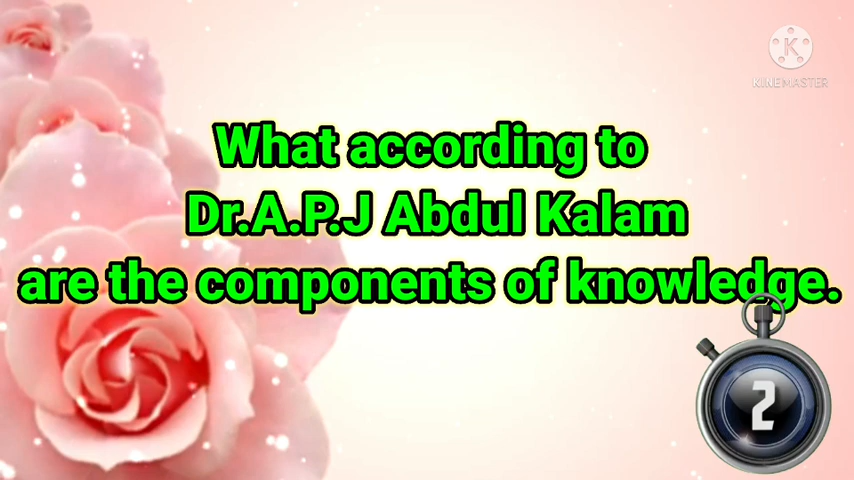 K
KINEMASTER
What according to
Dr.A.P.J Abdul Kalam
are the components of knowledge.
2